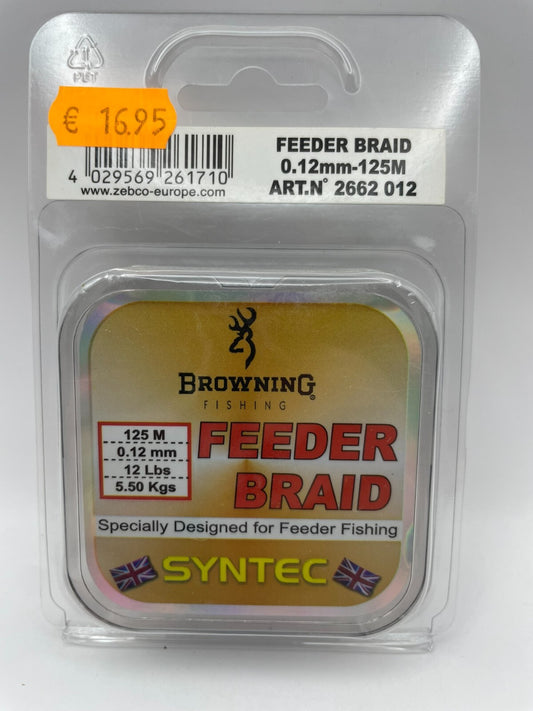 PET
€ 16.95
4 029569 261710
www.zebco-europe.com
FEEDER BRAID
0.12mm-125M
ART.N° 2662 012
BROWNING®
FISHING
125 M
0.12 mm
12 Lbs
5.50 Kgs
FEEDER
BRAID
Specially Designed for Feeder Fishing
SYNTEC